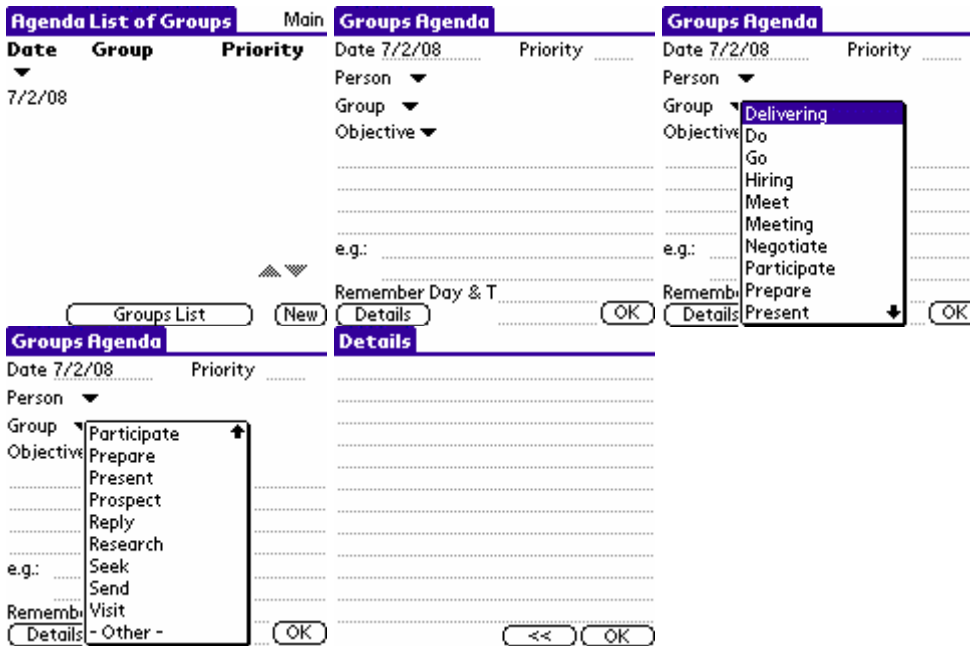 Agenda List of Groups Main
Date Group Priority
7/2/08
Groups List New
Groups Agenda
Date 7/2/08 Priority
Person
Group
Objective
e.g.:
Remember Day & T
Details OK
Groups Agenda
Date 7/2/08 Priority
Person
Group
Delivering
Objective
Do
Go
Hiring
Meet
Meeting
e.g.: Negotiate
Participate
Rememb Prepare
Details Present OK
Groups Agenda
Date 7/2/08 Priority
Person
Group
Participate
Objective
Prepare
Present
Prospect
Reply
Research
e.g.: Seek
Send
Rememb Visit
Details - Other - OK
Details
<< OK